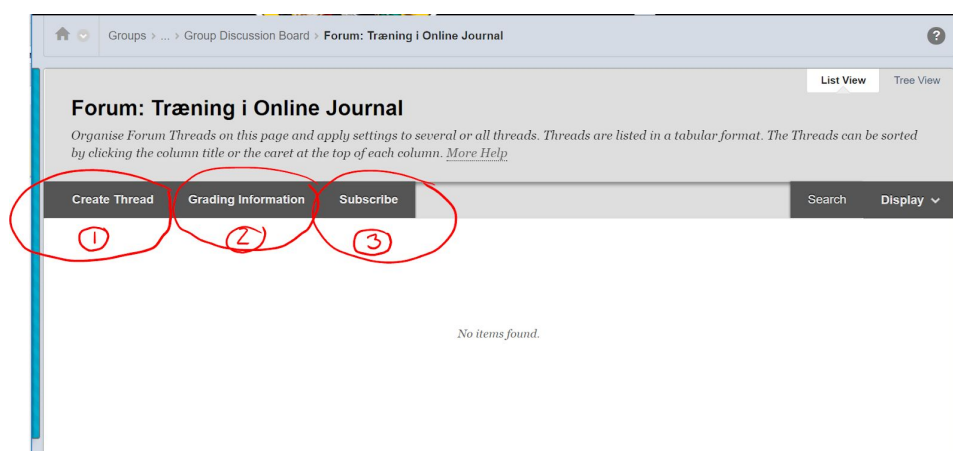 Groups > ... > Group Discussion Board > Forum: Træning i Online Journal
?
List View Tree View
Forum: Træning i Online Journal
Organise Forum Threads on this page and apply settings to several or all threads. Threads are listed in a tabular format. The Threads can be sorted
by clicking the column title or the caret at the top of each column. More Help
Create Thread Grading Information Subscribe Search Display
1 2 3
No items found.